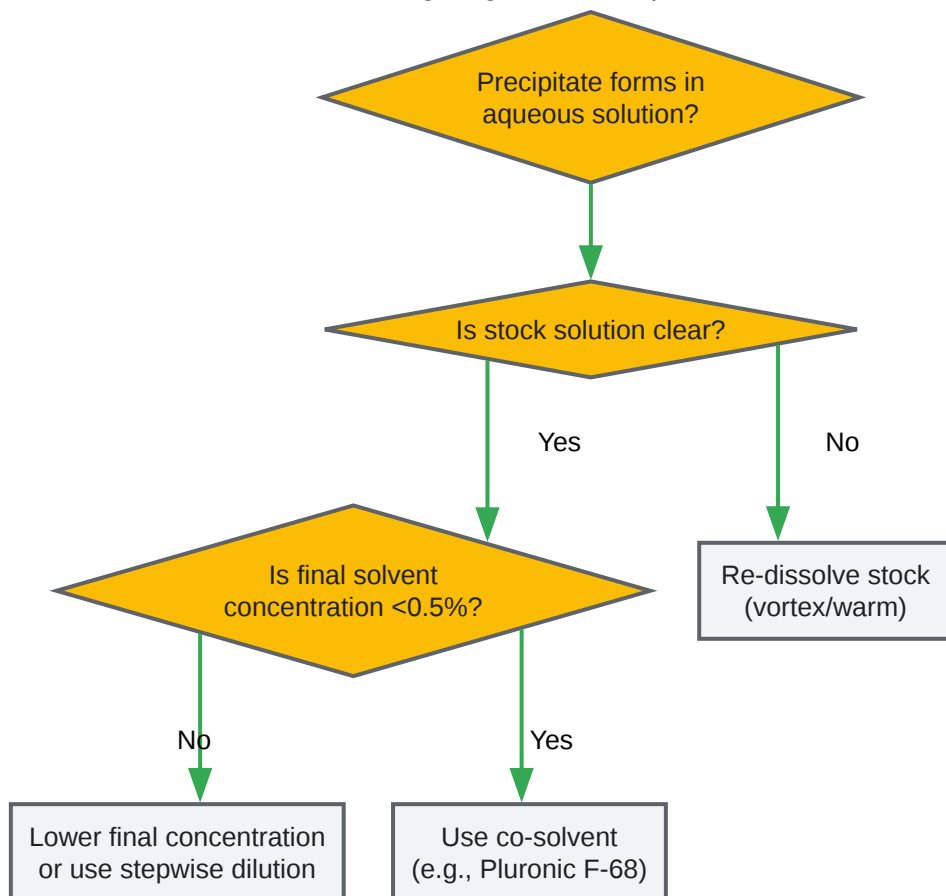 Precipitate forms in
aqueous solution?
Is stock solution clear?
Yes
No
Is final solvent
concentration <0.5%?
Re-dissolve stock
(vortex/warm)
No
Yes
Lower final concentration
or use stepwise dilution
Use co-solvent
(e.g., Pluronic F-68)